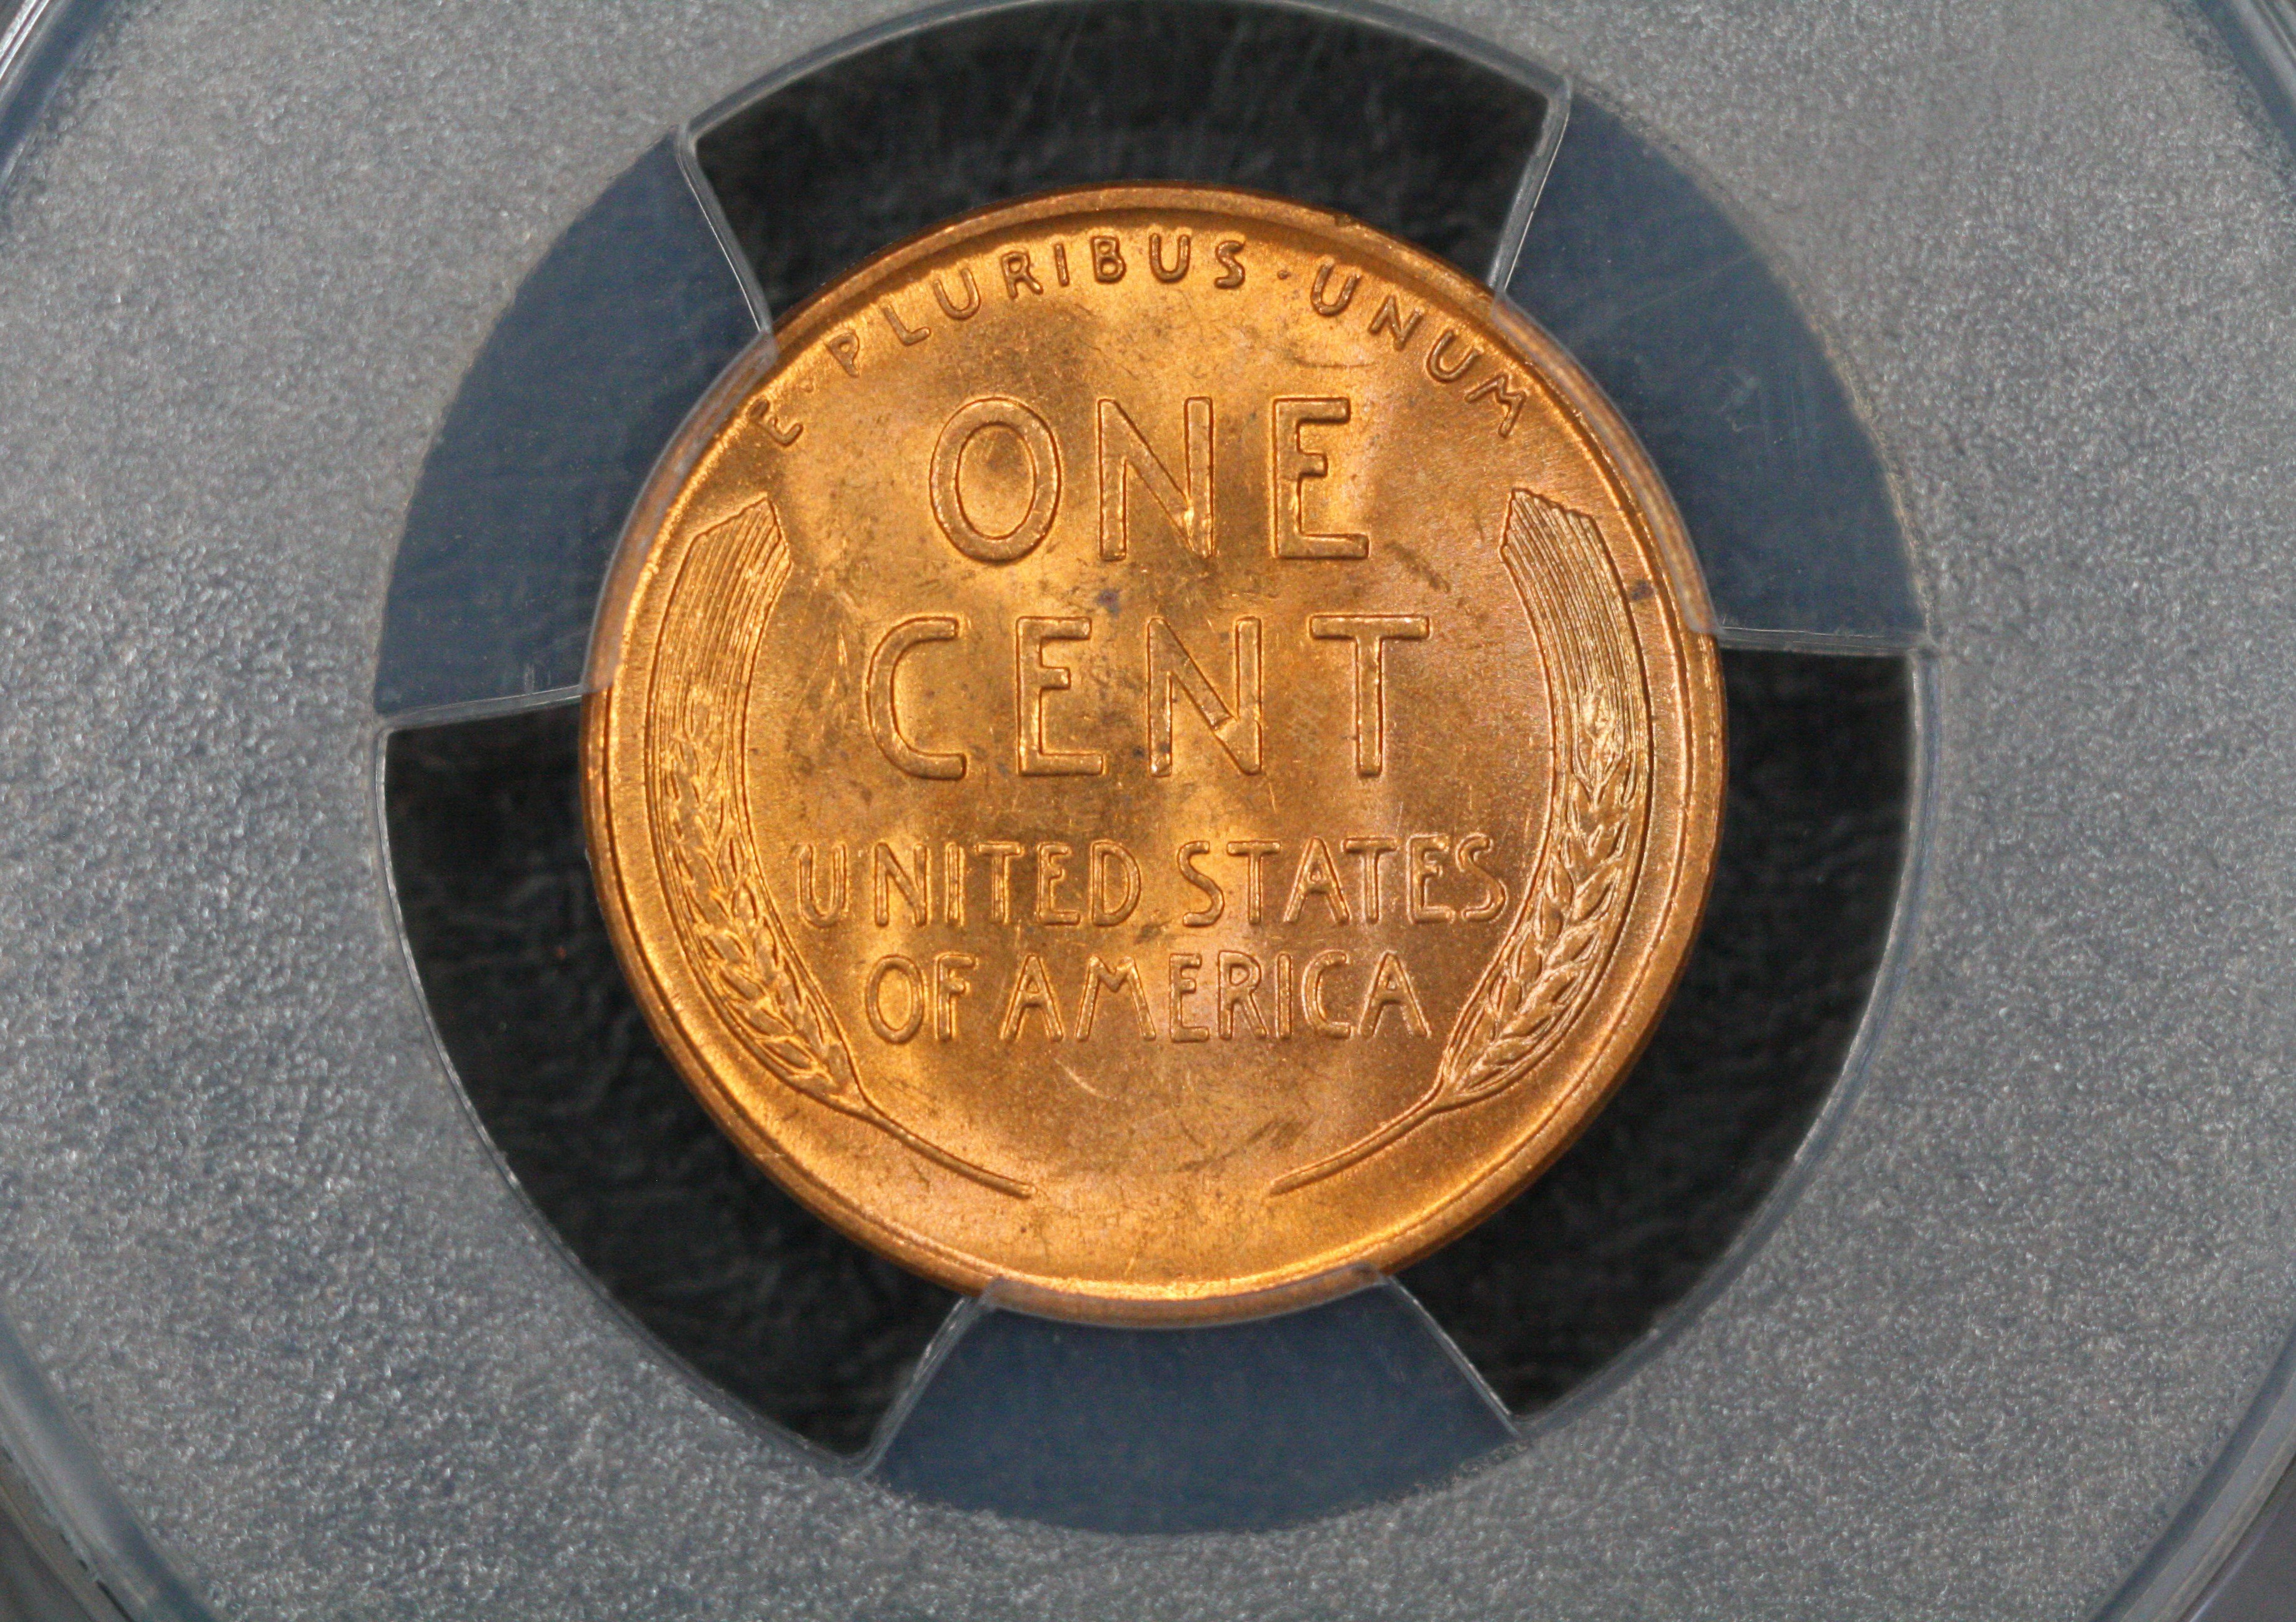 E·PLURIBUS·UNUM
ONE
CENT
UNITED STATES
OF AMERICA